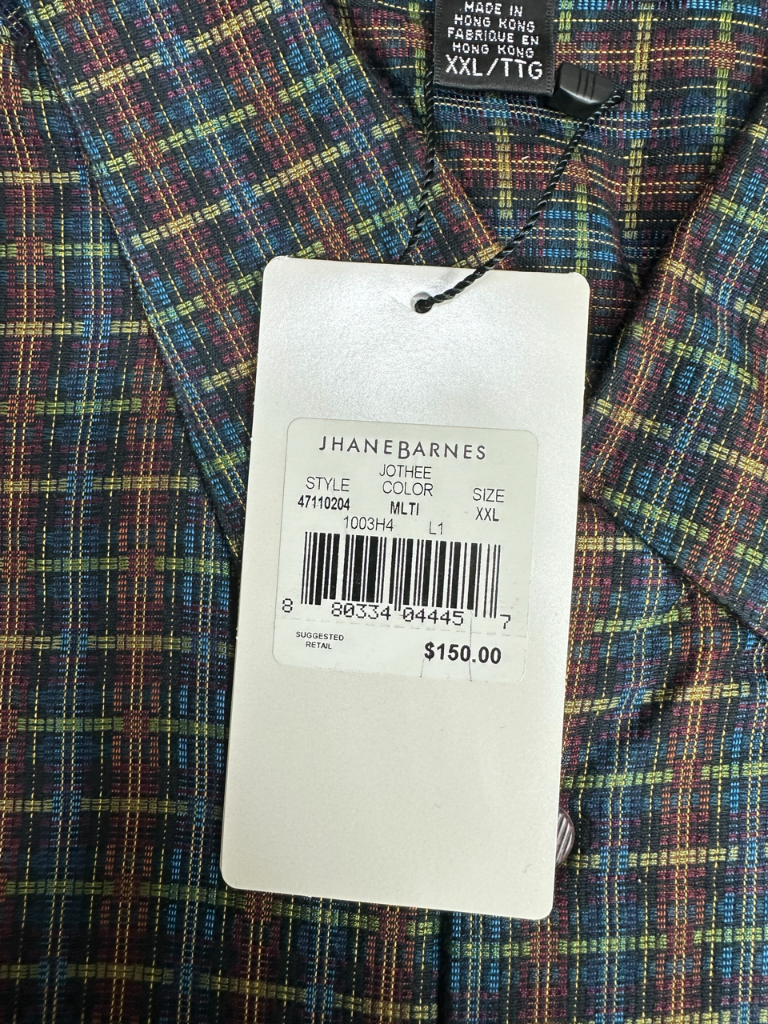 MADE IN
HONG KONG
FABRIQUE EN
HONG KONG
XXL/TTG
JHANEBARNES
JOTHEE
STYLE COLOR SIZE
47110204 MLTI XXL
1003H4 L1
8 80334 04445 7
SUGGESTED
RETAIL
$150.00